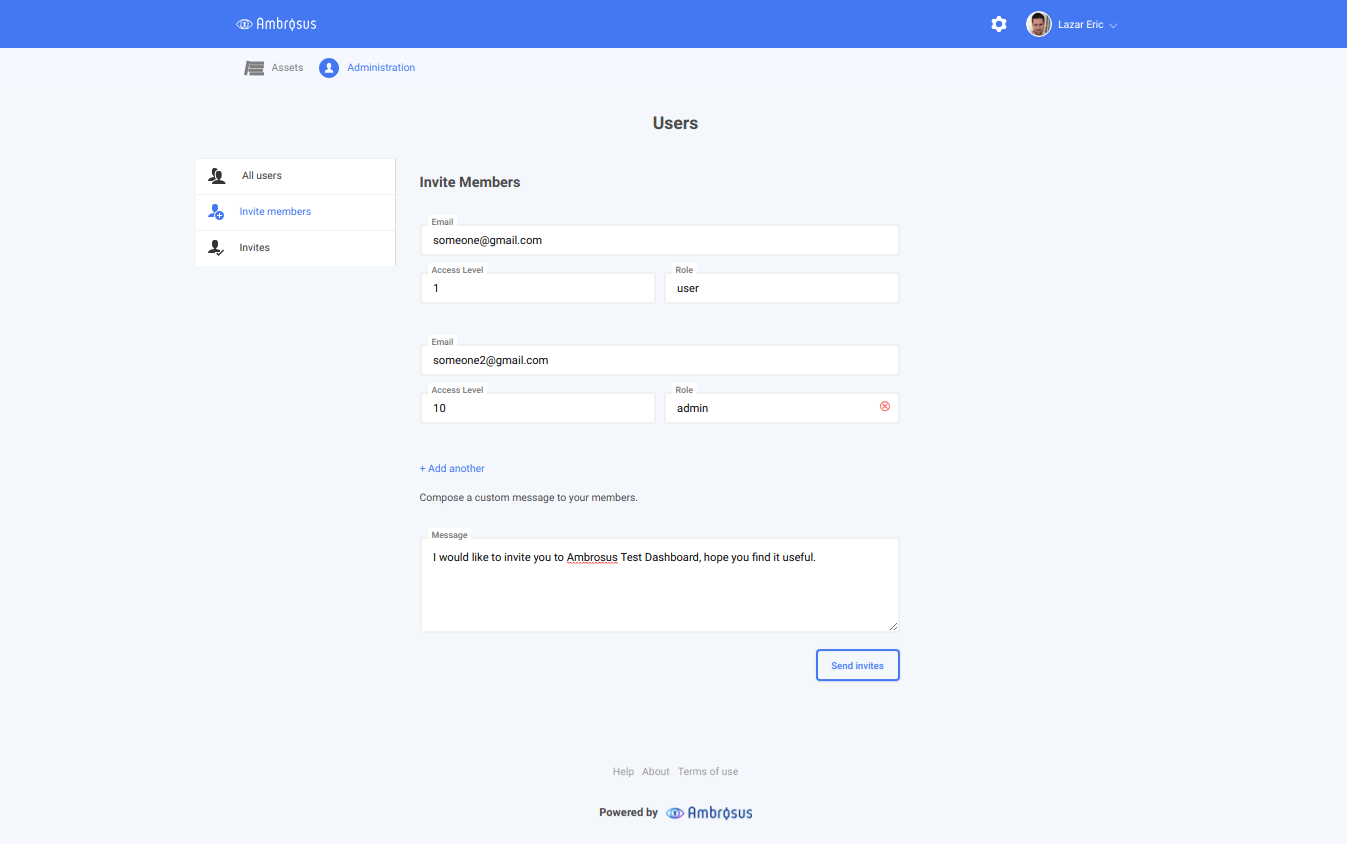 Ambrosus
Lazar Eric
Assets
Administration
Users
All users
Invite members
Invites
Invite Members
Email
someone@gmail.com
Access Level
1
Role
user
Email
someone2@gmail.com
Access Level
10
Role
admin
+ Add another
Compose a custom message to your members.
Message
I would like to invite you to Ambrosus Test Dashboard, hope you find it useful.
Send invites
Help About Terms of use
Powered by Ambrosus